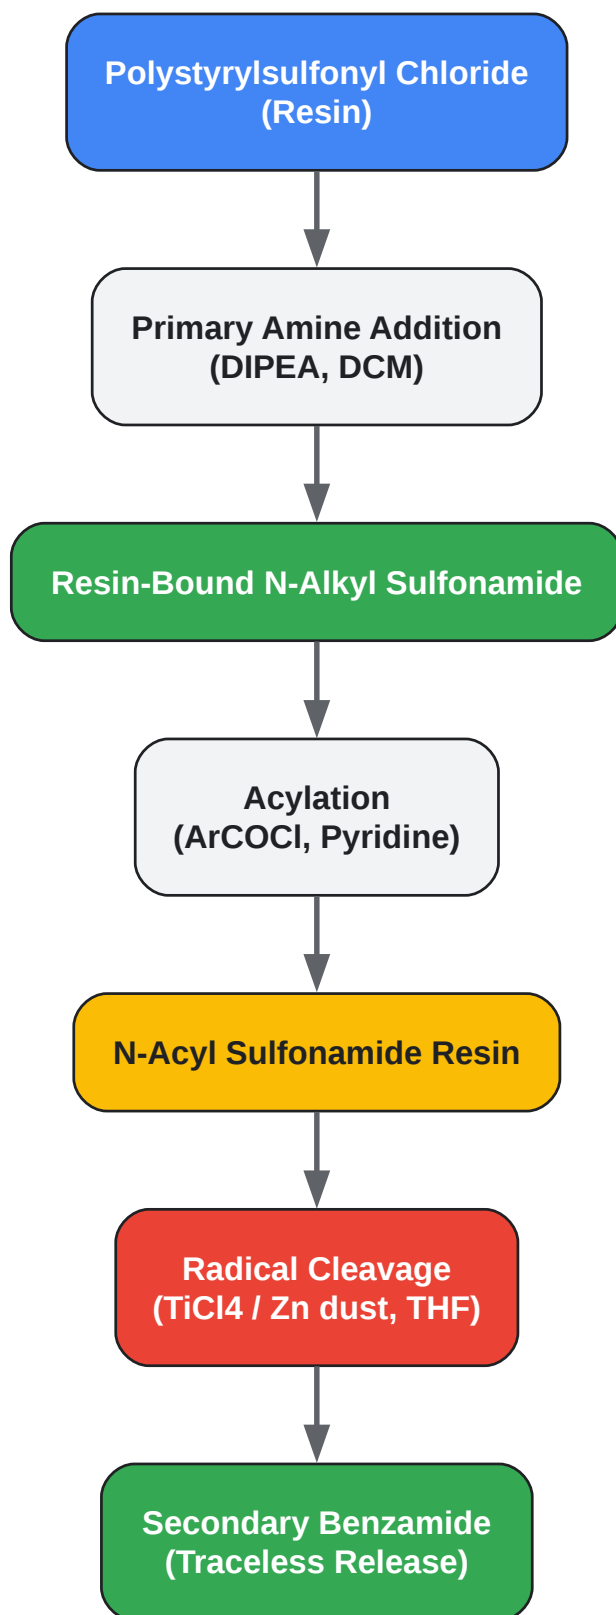 Polystyrylsulfonyl Chloride
(Resin)
Primary Amine Addition
(DIPEA, DCM)
Resin-Bound N-Alkyl Sulfonamide
Acylation
(ArCOCl, Pyridine)
N-Acyl Sulfonamide Resin
Radical Cleavage
(TiCl4 / Zn dust, THF)
Secondary Benzamide
(Traceless Release)